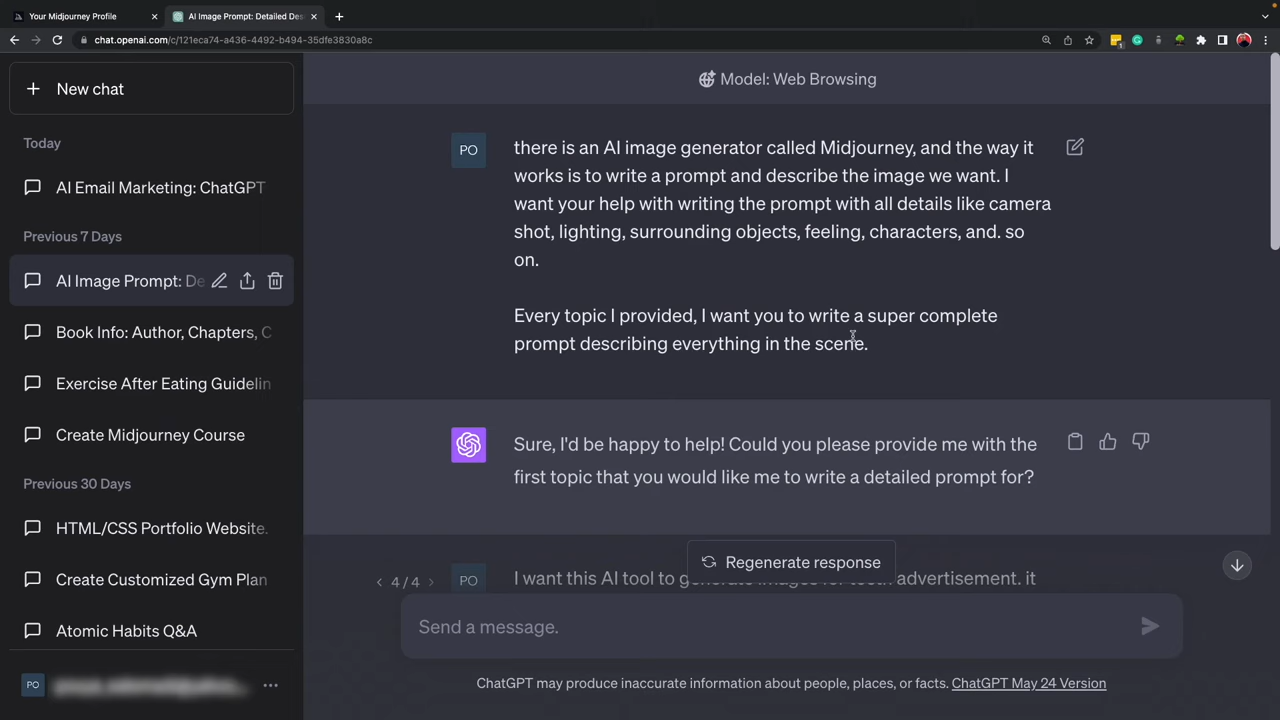 Your Midjourney Profile
AI Image Prompt: Detailed Des
chat.openai.com/c/121eca74-a436-4492-b494-35dfe3830a8c
1
New chat
Model: Web Browsing
Today
AI Email Marketing: ChatGPT
Previous 7 Days
AI Image Prompt: De
Book Info: Author, Chapters, C
Exercise After Eating Guidelin
Create Midjourney Course
Previous 30 Days
HTML/CSS Portfolio Website.
Create Customized Gym Plan
Atomic Habits Q&A
PO
PO
there is an AI image generator called Midjourney, and the way it
works is to write a prompt and describe the image we want. I
want your help with writing the prompt with all details like camera
shot, lighting, surrounding objects, feeling, characters, and. so
on.
Every topic I provided, I want you to write a super complete
prompt describing everything in the scene.
Sure, I'd be happy to help! Could you please provide me with the
first topic that you would like me to write a detailed prompt for?
4/4
PO
I want this AI tool to generate images for teeth advertisement. it
Regenerate response
Send a message.
ChatGPT may produce inaccurate information about people, places, or facts. ChatGPT May 24 Version